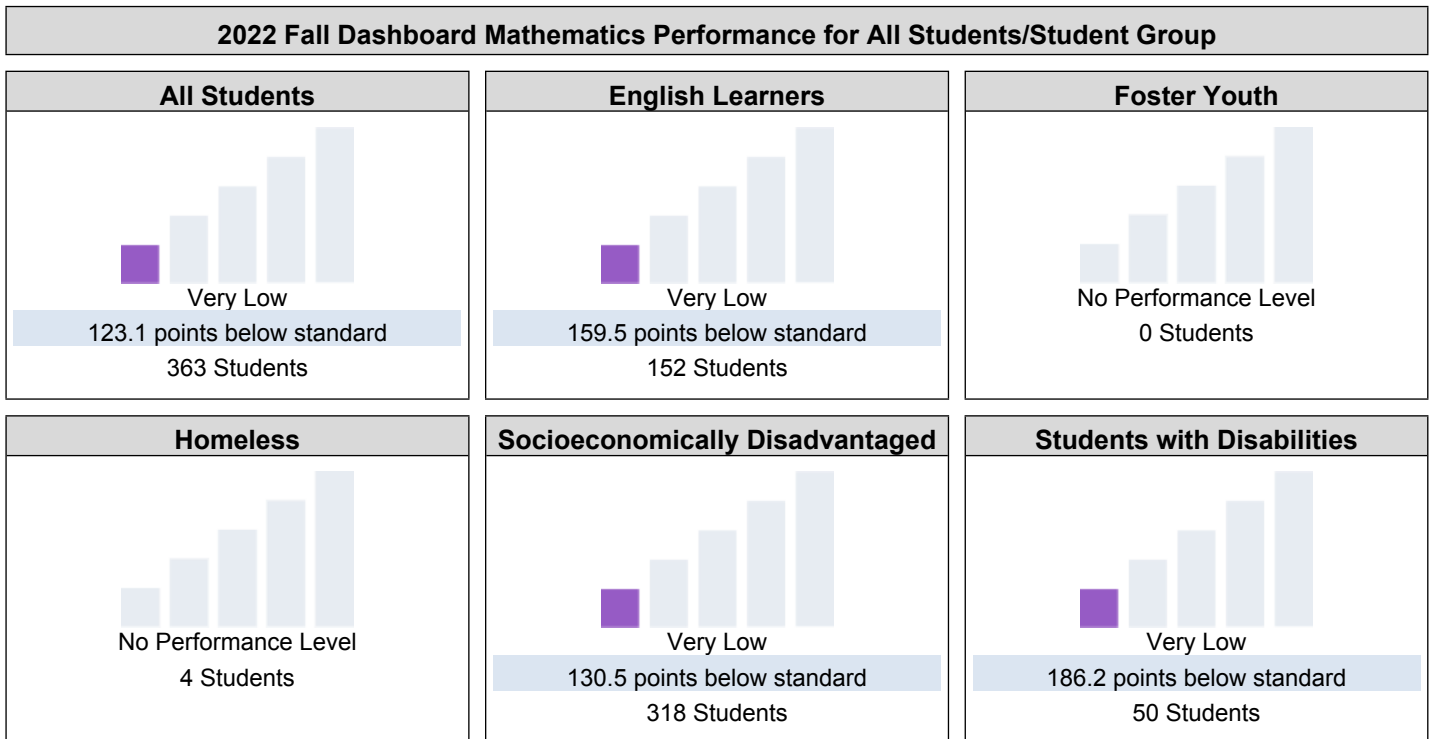 2022 Fall Dashboard Mathematics Performance for All Students/Student Group
All Students
Very Low
123.1 points below standard
363 Students
English Learners
Very Low
159.5 points below standard
152 Students
Foster Youth
No Performance Level
0 Students
Homeless
No Performance Level
4 Students
Socioeconomically Disadvantaged
Very Low
130.5 points below standard
318 Students
Students with Disabilities
Very Low
186.2 points below standard
50 Students